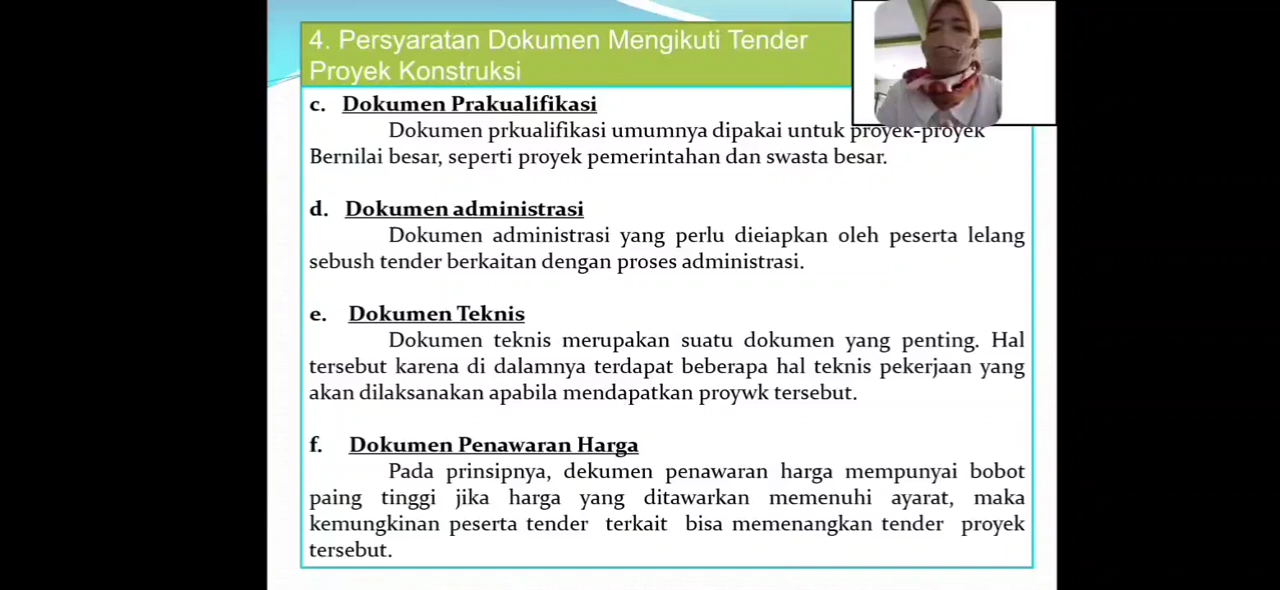 4. Persyaratan Dokumen Mengikuti Tender
Proyek Konstruksi
c. Dokumen Prakualifikasi
Dokumen prkualifikasi umumnya dipakai untuk proyek-proyek
Bernilai besar, seperti proyek pemerintahan dan swasta besar.
d. Dokumen administrasi
Dokumen administrasi yang perlu dieiapkan oleh peserta lelang
sebush tender berkaitan dengan proses administrasi.
e. Dokumen Teknis
Dokumen teknis merupakan suatu dokumen yang penting. Hal
tersebut karena di dalamnya terdapat beberapa hal teknis pekerjaan yang
akan dilaksanakan apabila mendapatkan proywk tersebut.
f. Dokumen Penawaran Harga
Pada prinsipnya, dekumen penawaran harga mempunyai bobot
paing tinggi jika harga yang ditawarkan memenuhi ayarat, maka
kemungkinan peserta tender terkait bisa memenangkan tender proyek
tersebut.